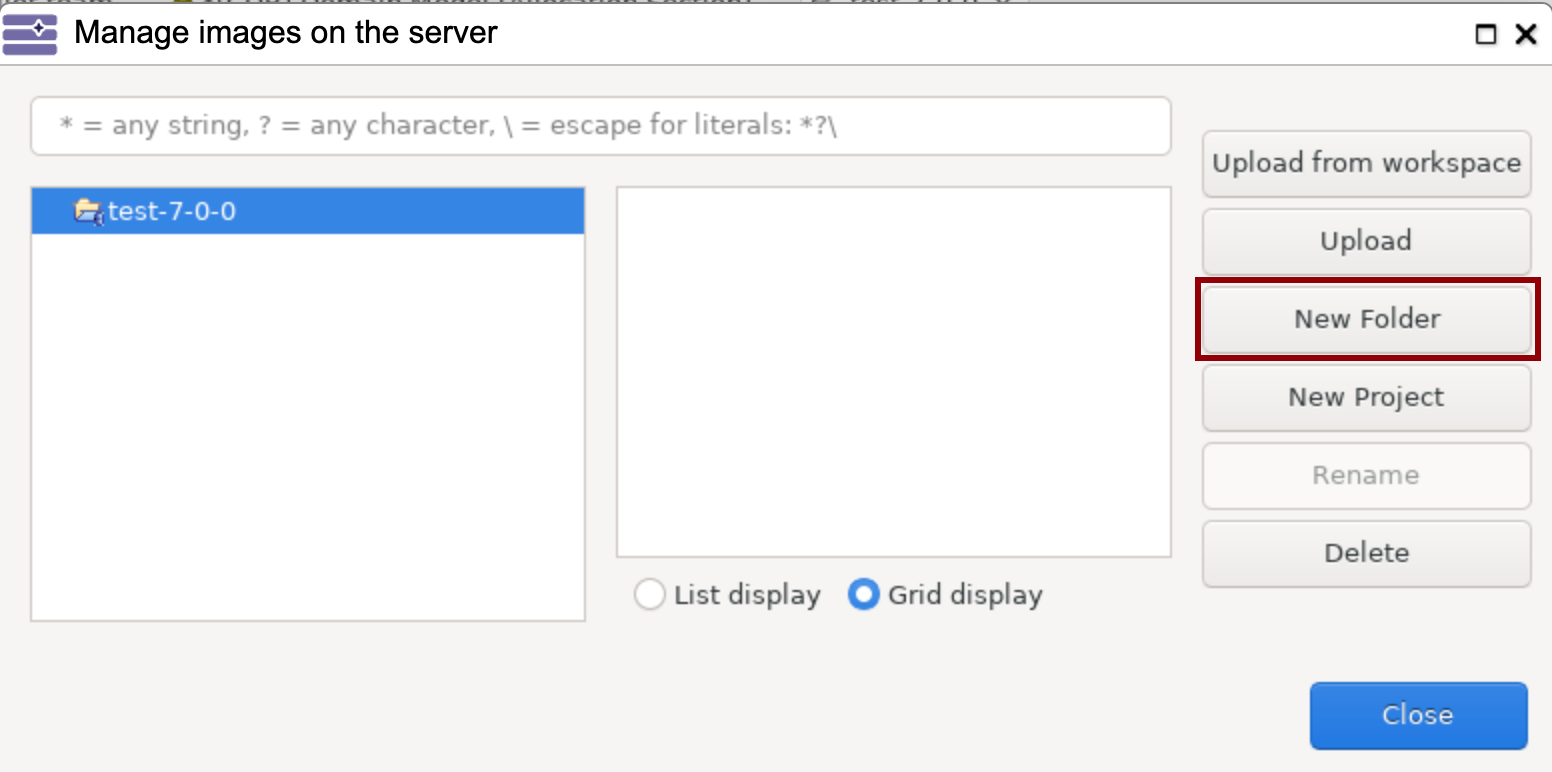 Manage images on the server
* = any string, ? = any character, \ = escape for literals: *?\
test-7-0-0
Upload from workspace
Upload
New Folder
New Project
Rename
Delete
List display
Grid display
Close